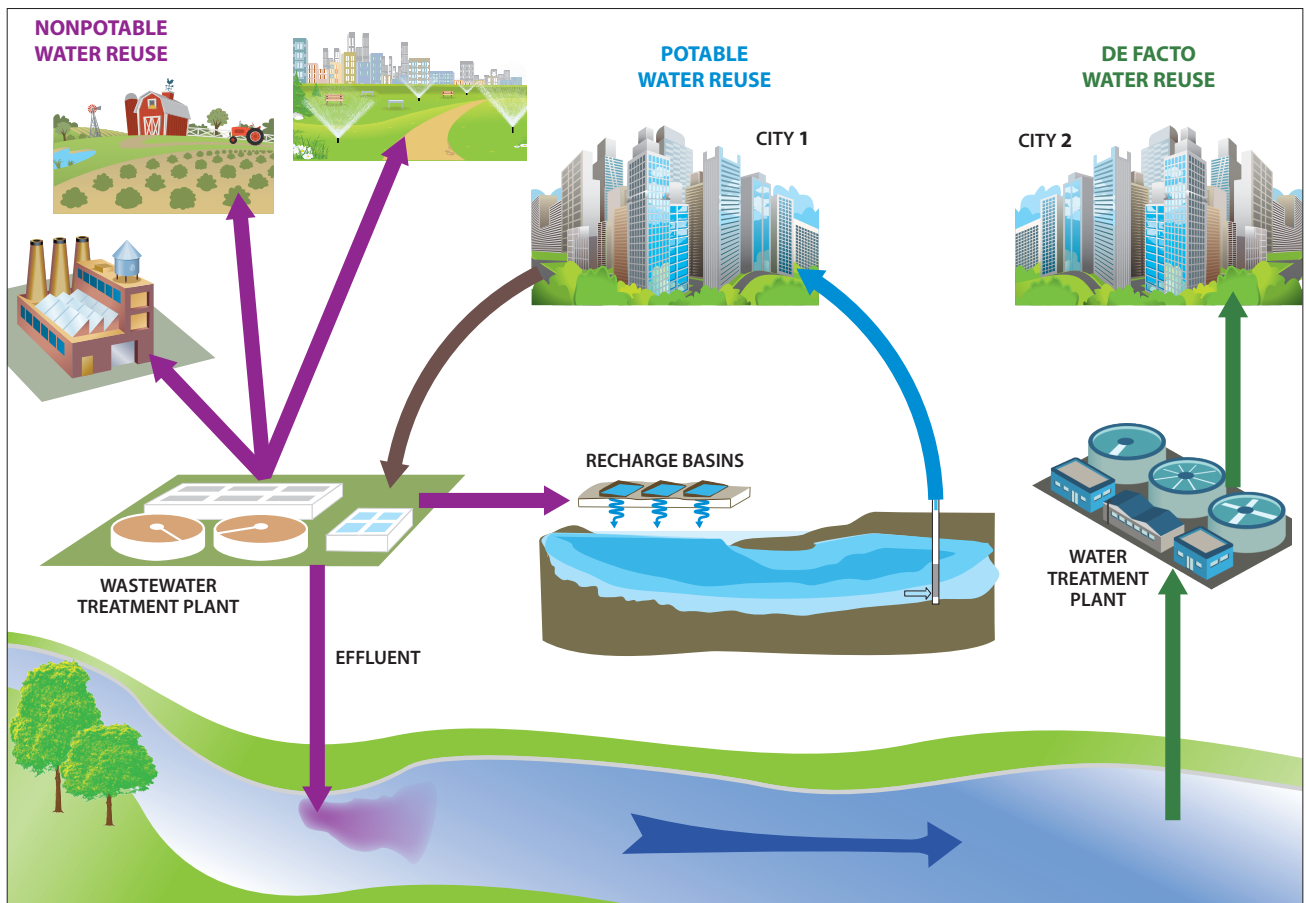 NONPOTABLE
WATER REUSE
POTABLE
WATER REUSE
DE FACTO
WATER REUSE
CITY 1
CITY 2
RECHARGE BASINS
WASTEWATER
TREATMENT PLANT
WATER
TREATMENT
PLANT
EFFLUENT